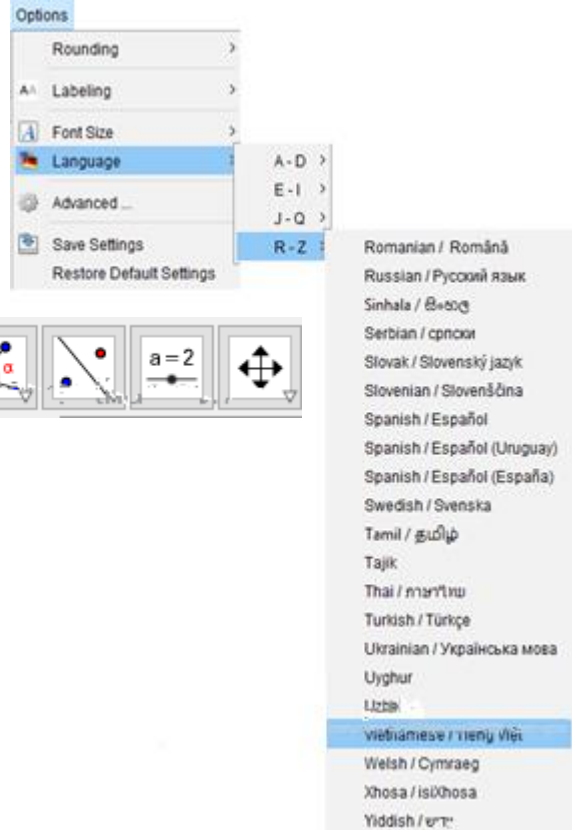 Options
Rounding
AA Labeling
A Font Size
Language
Advanced ...
Save Settings
Restore Default Settings
A - D
E - I
J - Q
R - Z
α
a = 2
Romanian / Română
Russian / Русский язык
Sinhala / සිංහල
Serbian / српски
Slovak / Slovenský jazyk
Slovenian / Slovenščina
Spanish / Español
Spanish / Español (Uruguay)
Spanish / Español (España)
Swedish / Svenska
Tamil / தமிழ்
Tajik
Thai / ภาษาไทย
Turkish / Türkçe
Ukrainian / Українська мова
Uyghur
Uzbek
Vietnamese / Tiếng Việt
Welsh / Cymraeg
Xhosa / isiXhosa
Yiddish / ייִדיש